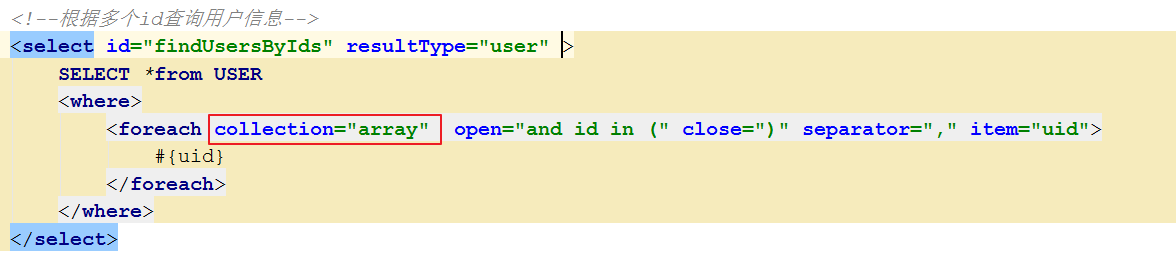 <!--根据多个id查询用户信息-->
<select id="findUsersByIds" resultType="user" >
SELECT *from USER
<where>
<foreach collection="array" open="and id in (" close=")" separator="," item="uid">
#{uid}
</foreach>
</where>
</select>